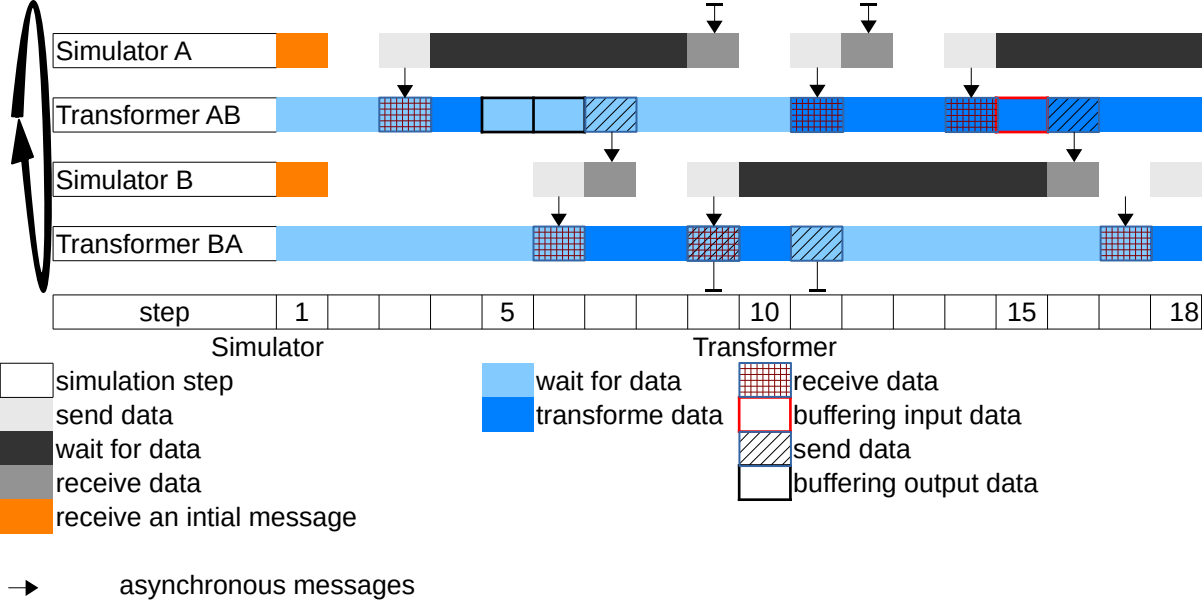 Simulator A
Transformer AB
Simulator B
Transformer BA
step 1 5 10 15 18
Simulator Transformer
simulation step wait for data receive data
send data transforme data buffering input data
wait for data send data
receive data buffering output data
receive an intial message
asynchronous messages